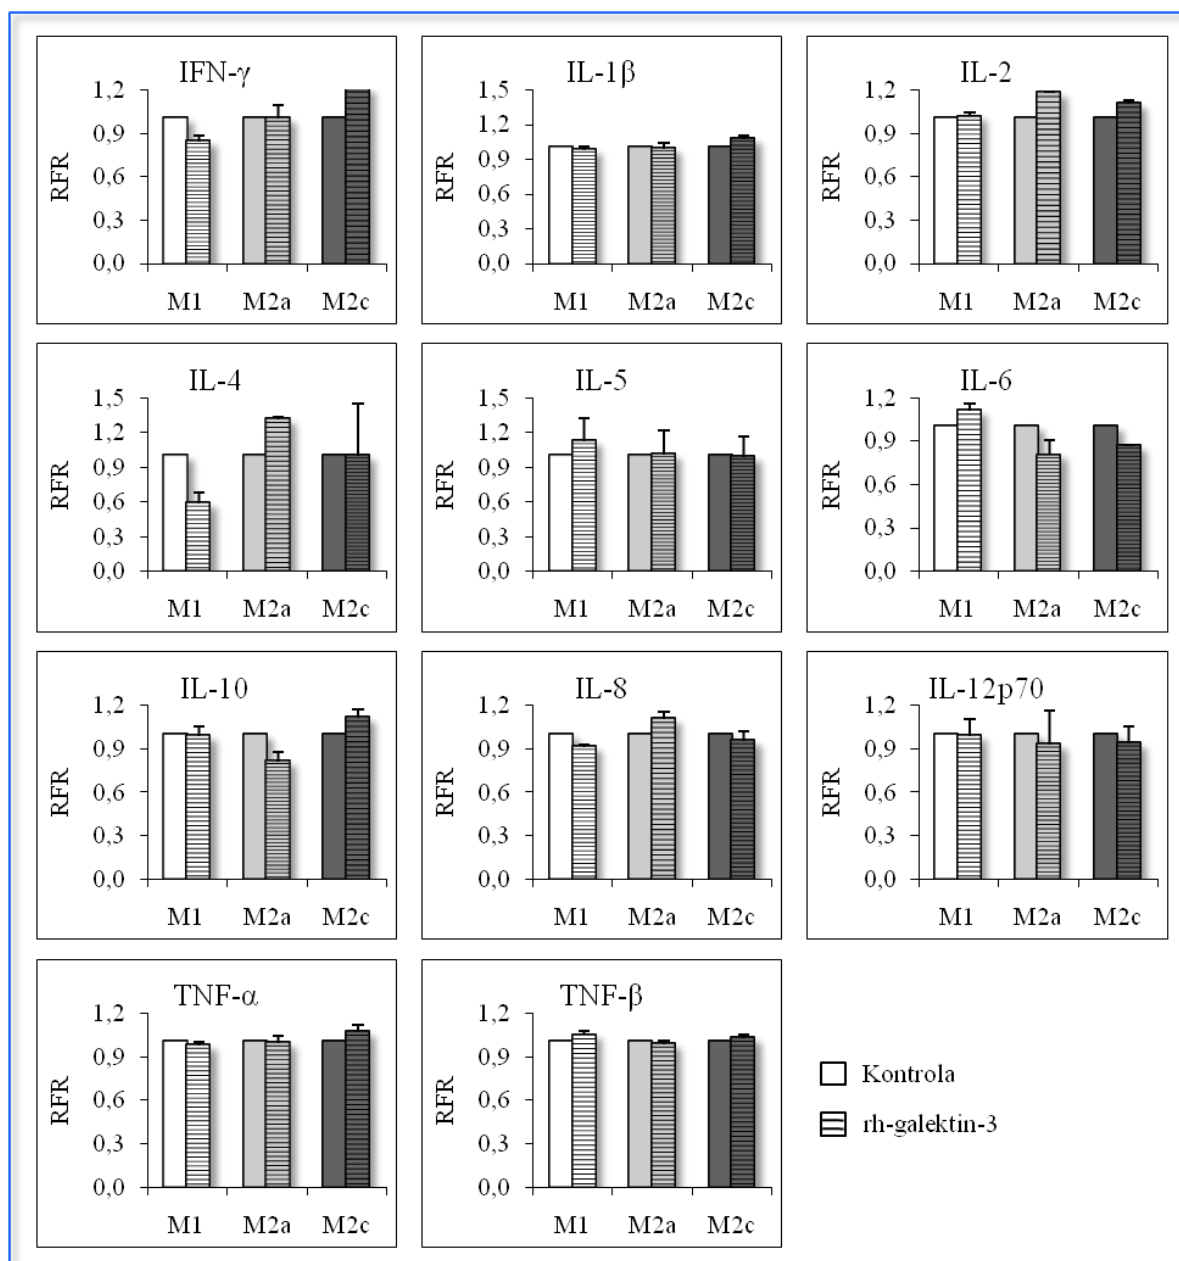 IFN-γ
1,2
0,9
0,6
0,3
0,0
RFR
M1 M2a M2c
IL-1β
1,5
1,2
0,9
0,6
0,3
0,0
RFR
M1 M2a M2c
IL-2
1,2
0,9
0,6
0,3
0,0
RFR
M1 M2a M2c
IL-4
1,5
1,2
0,9
0,6
0,3
0,0
RFR
M1 M2a M2c
IL-5
1,5
1,2
0,9
0,6
0,3
0,0
RFR
M1 M2a M2c
IL-6
1,2
0,9
0,6
0,3
0,0
RFR
M1 M2a M2c
IL-10
1,2
0,9
0,6
0,3
0,0
RFR
M1 M2a M2c
IL-8
1,2
0,9
0,6
0,3
0,0
RFR
M1 M2a M2c
IL-12p70
1,2
0,9
0,6
0,3
0,0
RFR
M1 M2a M2c
TNF-α
1,2
0,9
0,6
0,3
0,0
RFR
M1 M2a M2c
TNF-β
1,2
0,9
0,6
0,3
0,0
RFR
M1 M2a M2c
Kontrola
rh-galektin-3